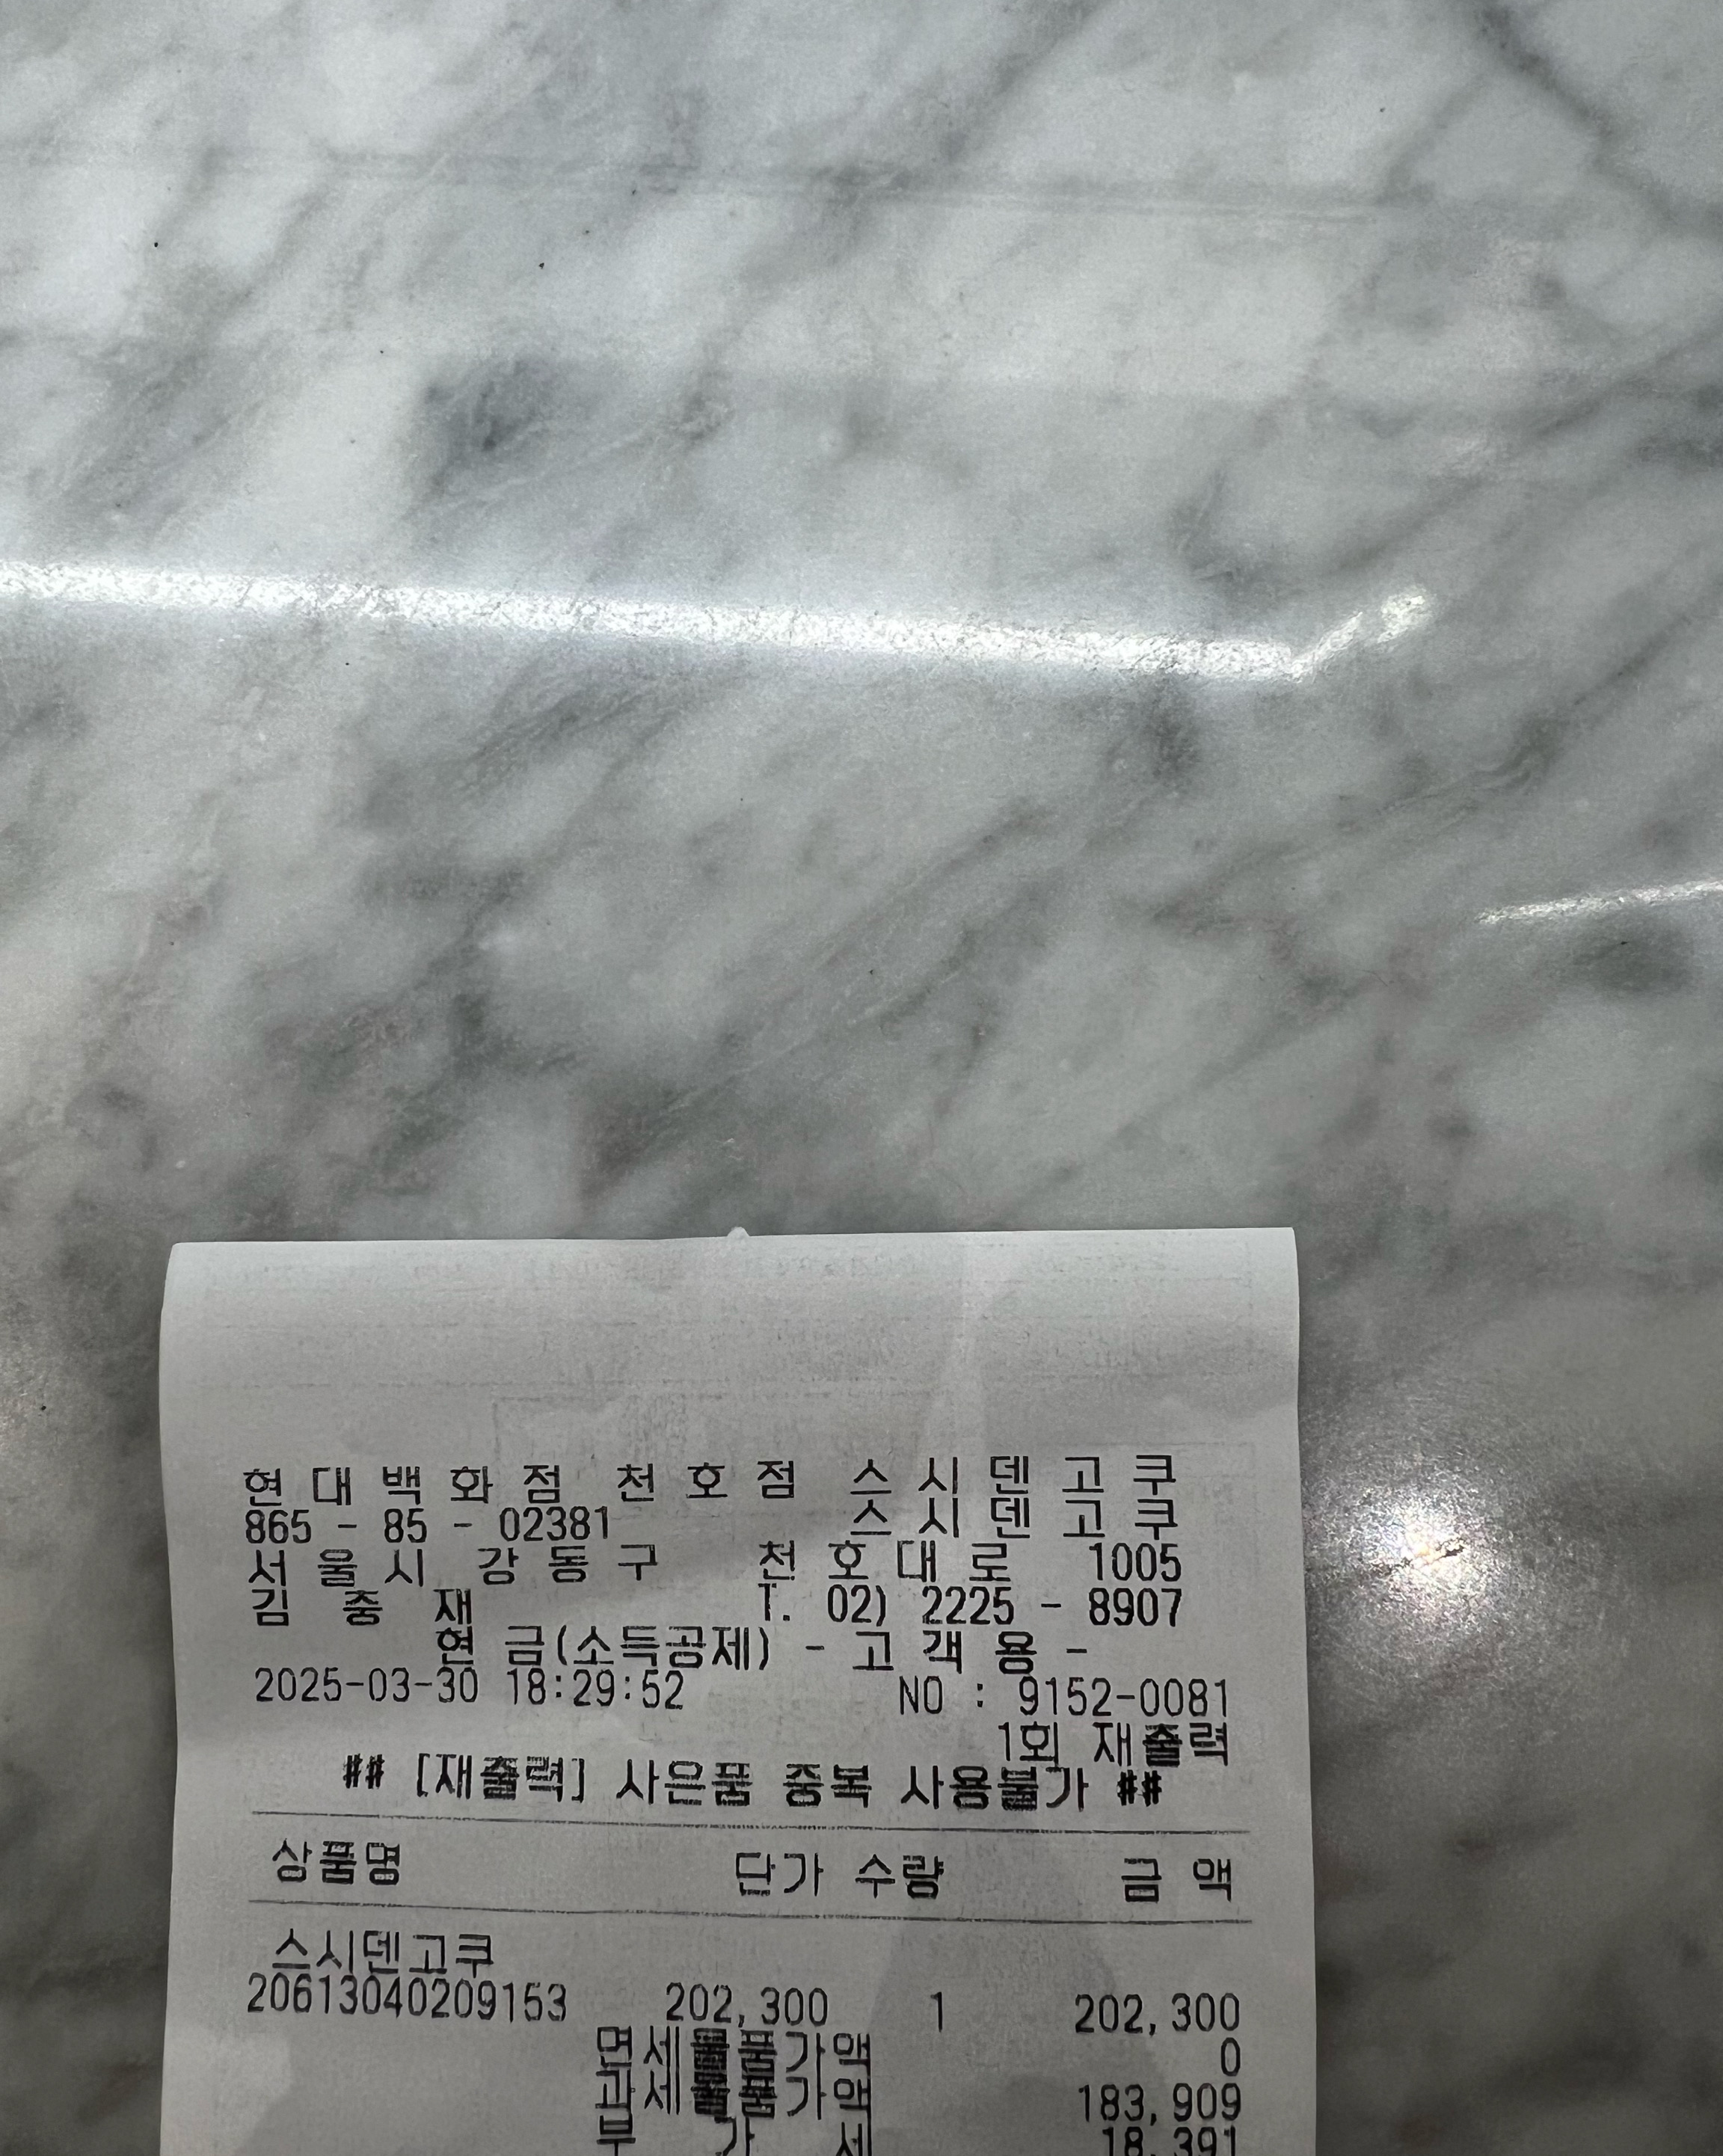 현대백화점 천호점 스시덴고쿠
865 - 85 - 02381 스시덴고쿠
서울시 강동구 천호대로 1005
김 충 재 T. 02) 2225 - 8907
현 금(소득공제) - 고 객 용 -
2025-03-30 18:29:52 NO : 9152-0081
1회 재출력
## [재출력] 사은품 중복 사용불가 ##
상품명 단가 수량 금 액
스시덴고쿠
20613040209153 202,300 1 202,300
면세물품가액 0
과세물품가액 183,909
부 가 세 18,391